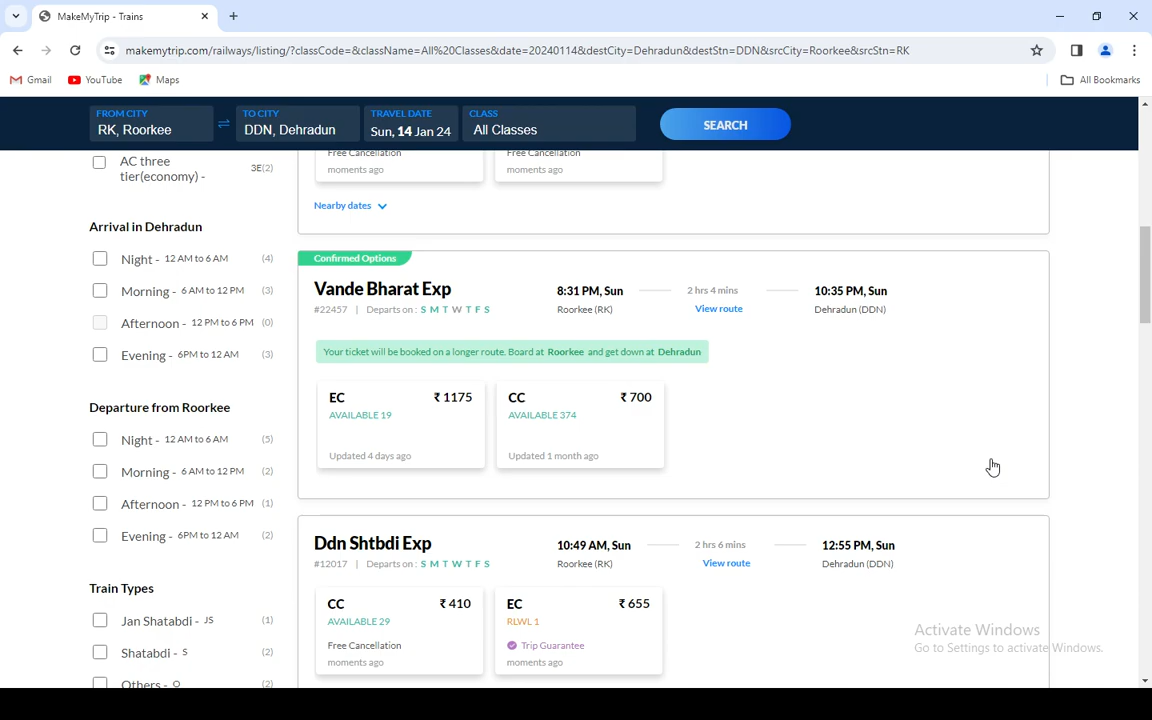 MakeMyTrip - Trains
makemytrip.com/railways/listing/?classCode=&className=All%20Classes&date=20240114&destCity=Dehradun&destStn=DDN&srcCity=Roorkee&srcStn=RK
Gmail YouTube Maps All Bookmarks
FROM CITY TO CITY TRAVEL DATE CLASS
RK, Roorkee DDN, Dehradun Sun, 14 Jan 24 All Classes SEARCH
AC three
tier(economy) - 3E(2)
Free Cancellation Free Cancellation
moments ago moments ago
Nearby dates
Arrival in Dehradun
Night - 12 AM to 6 AM (4)
Morning - 6 AM to 12 PM (3)
Afternoon - 12 PM to 6 PM (0)
Evening - 6PM to 12 AM (3)
Departure from Roorkee
Night - 12 AM to 6 AM (5)
Morning - 6 AM to 12 PM (2)
Afternoon - 12 PM to 6 PM (1)
Evening - 6PM to 12 AM (2)
Train Types
Jan Shatabdi - JS (1)
Shatabdi - S (2)
Others - O (2)
Confirmed Options
Vande Bharat Exp 8:31 PM, Sun 2 hrs 4 mins 10:35 PM, Sun
#22457 | Departs on : S M T W T F S Roorkee (RK) View route Dehradun (DDN)
Your ticket will be booked on a longer route. Board at Roorkee and get down at Dehradun
EC ₹ 1175 CC ₹ 700
AVAILABLE 19 AVAILABLE 374
Updated 4 days ago Updated 1 month ago
Ddn Shtbdi Exp 10:49 AM, Sun 2 hrs 6 mins 12:55 PM, Sun
#12017 | Departs on : S M T W T F S Roorkee (RK) View route Dehradun (DDN)
CC ₹ 410 EC ₹ 655
AVAILABLE 29 RLWL 1
Free Cancellation Trip Guarantee
moments ago moments ago
Activate Windows
Go to Settings to activate Windows.